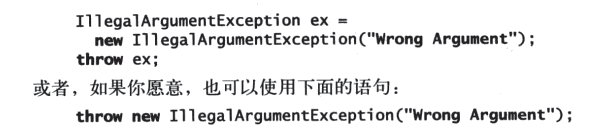 IllegalArgumentException ex =
new IllegalArgumentException("Wrong Argument");
throw ex;
或者，如果你愿意，也可以使用下面的语句：
throw new IllegalArgumentException("Wrong Argument");